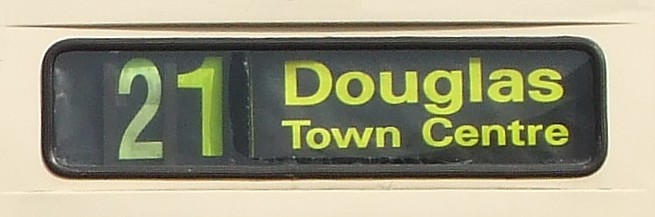 21 Douglas
Town Centre